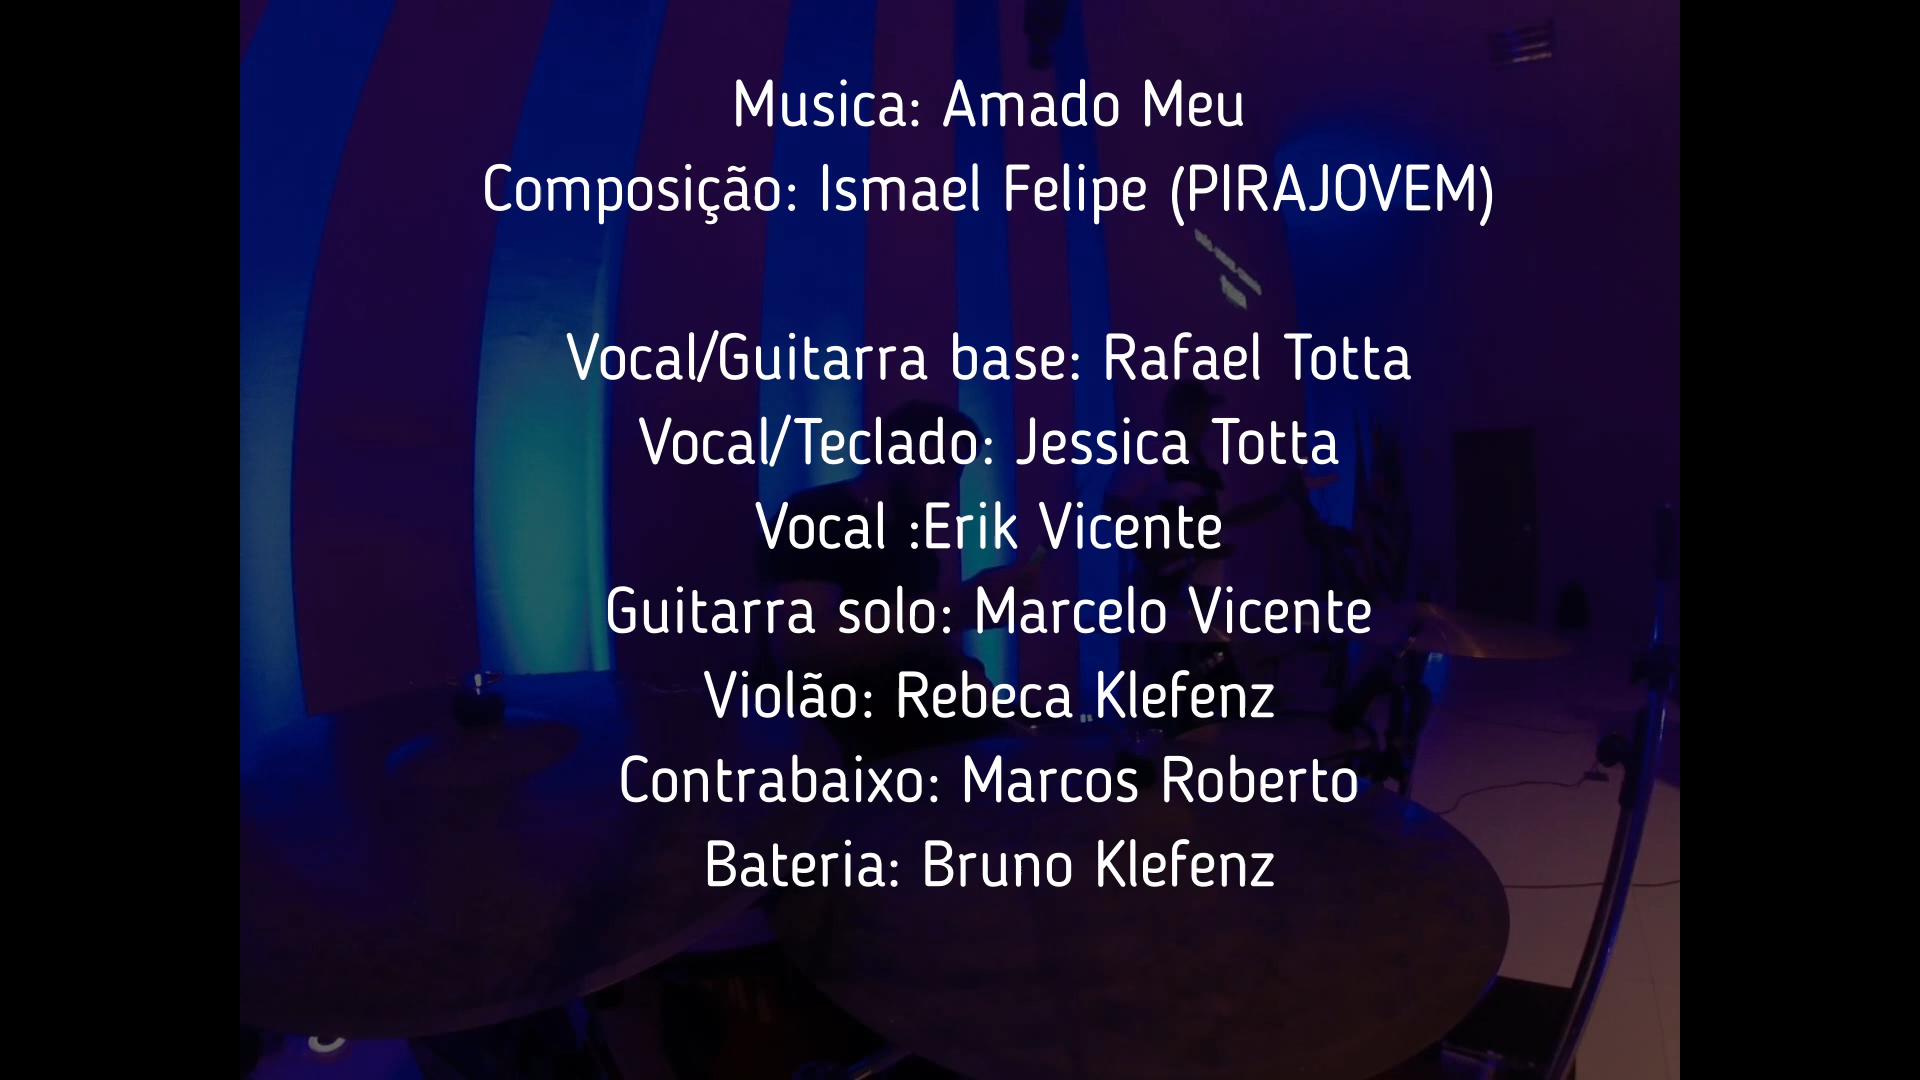 Musica: Amado Meu
Composição: Ismael Felipe (PIRAJOVEM)
Vocal/Guitarra base: Rafael Totta
Vocal/Teclado: Jessica Totta
Vocal :Erik Vicente
Guitarra solo: Marcelo Vicente
Violão: Rebeca Klefenz
Contrabaixo: Marcos Roberto
Bateria: Bruno Klefenz